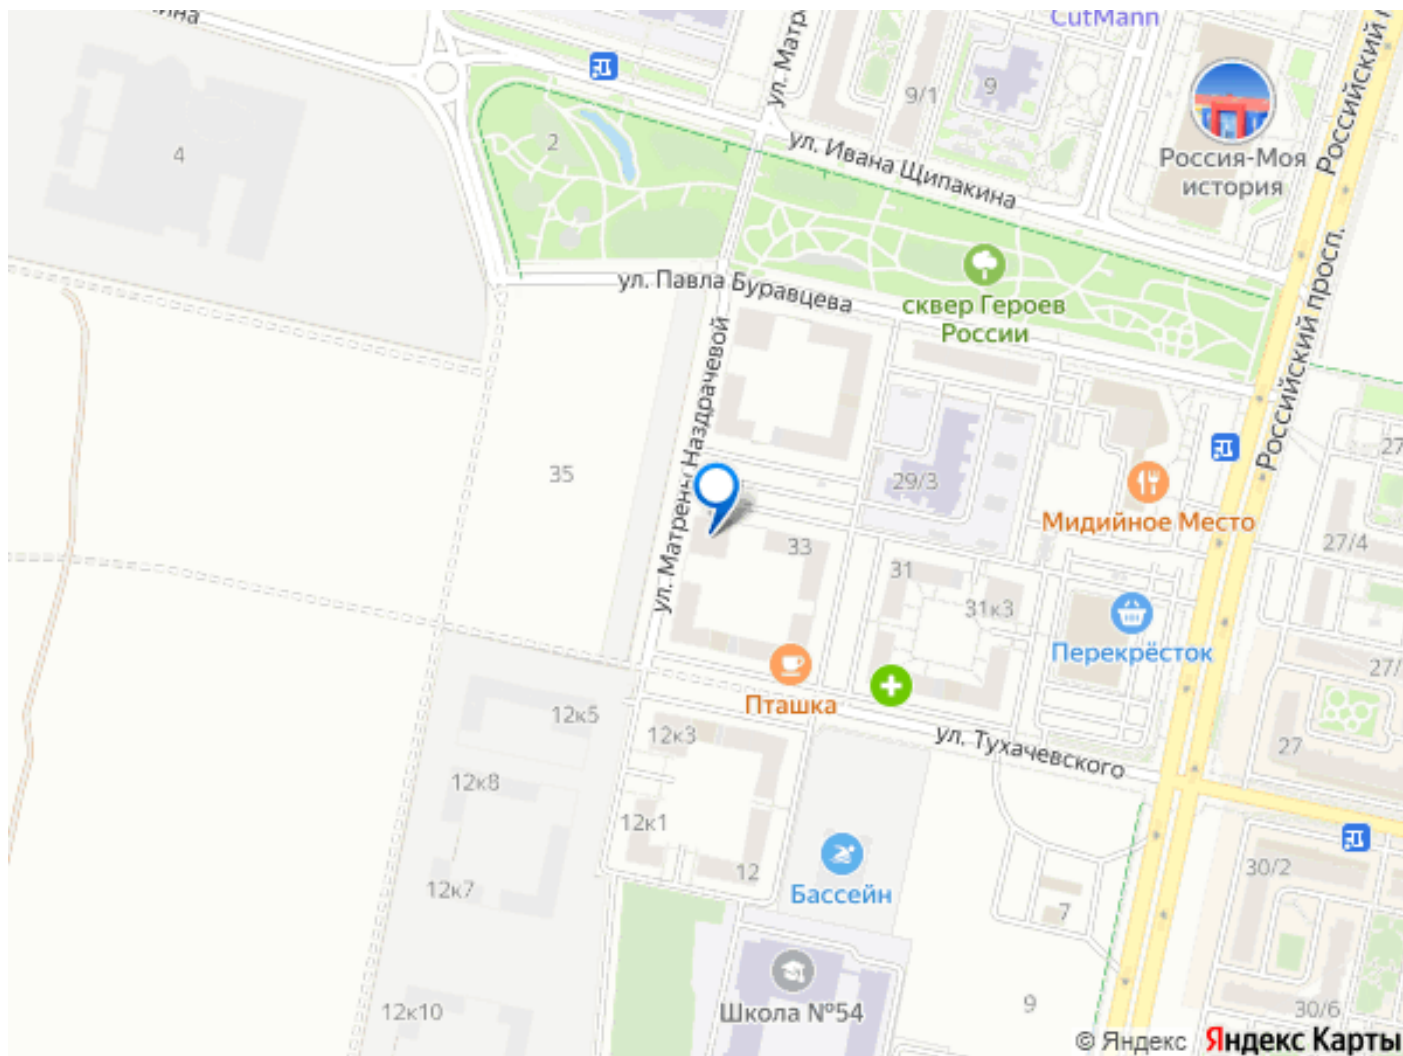 CutMann
ул. Матр
9
9/1
4
2
ул. Ивана Щипакина
Россия-Моя
история
Российский
Российский просп.
ул. Павла Буравцева
сквер Героев
России
ул. Матрены Наздрачевой
35
29/3
27
Мидийное Место
33
31
31к3
27/4
Перекрёсток
27/
Пташка
12к5
12к3
ул. Тухачевского
27
12к8
12к1
12
12к7
Бассейн
30/2
7
Школа №54
9
12к10
30/6
© Яндекс Яндекс Карты